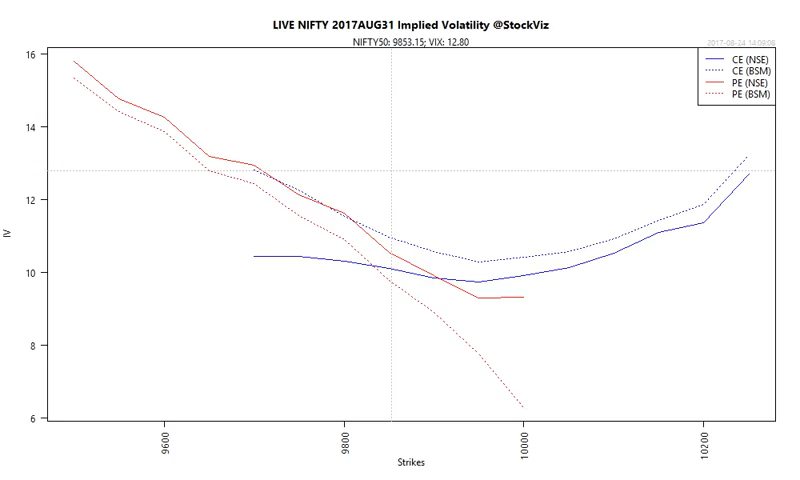 LIVE NIFTY 2017AUG31 Implied Volatility @StockViz
NIFTY50: 9853.15; VIX: 12.80
2017-08-24 14:09:06
CE (NSE)
CE (BSM)
PE (NSE)
PE (BSM)
16
14
12
10
8
6
IV
9600
9800
10000
10200
Strikes